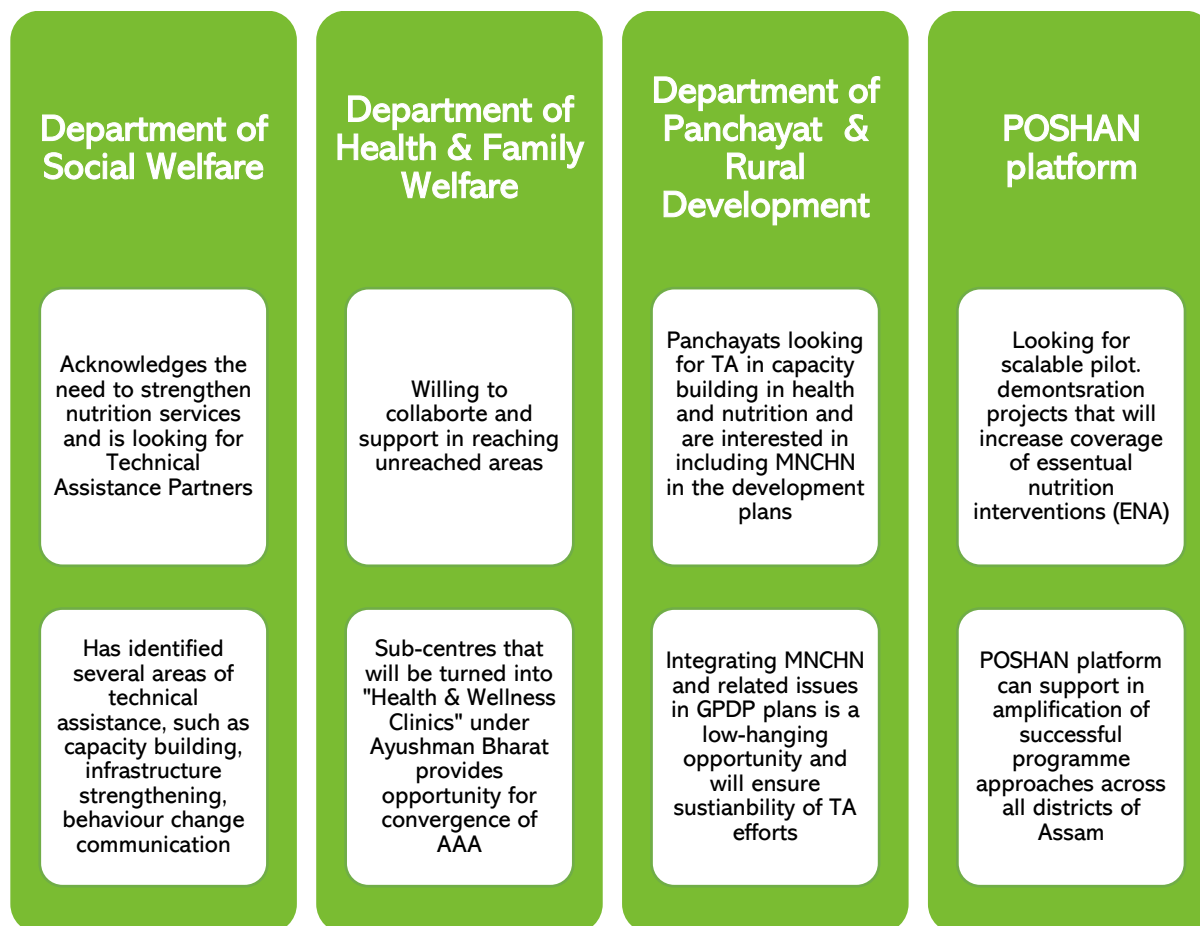 Department of
Social Welfare
Acknowledges the
need to strengthen
nutrition services
and is looking for
Technical
Assistance Partners
Has identified
several areas of
technical
assistance, such as
capacity building,
infrastructure
strengthening,
behaviour change
communication
Department of
Health & Family
Welfare
Willing to
collaborte and
support in reaching
unreached areas
Sub-centres that
will be turned into
"Health & Wellness
Clinics" under
Ayushman Bharat
provides
opportunity for
convergence of
AAA
Department of
Panchayat &
Rural
Development
Panchayats looking
for TA in capacity
building in health
and nutrition and
are interested in
including MNCHN
in the development
plans
Integrating MNCHN
and related issues
in GPDP plans is a
low-hanging
opportunity and
will ensure
sustianbility of TA
efforts
POSHAN
platform
Looking for
scalable pilot.
demontsration
projects that will
increase coverage
of essentual
nutrition
interventions (ENA)
POSHAN platform
can support in
amplification of
successful
programme
approaches across
all districts of
Assam